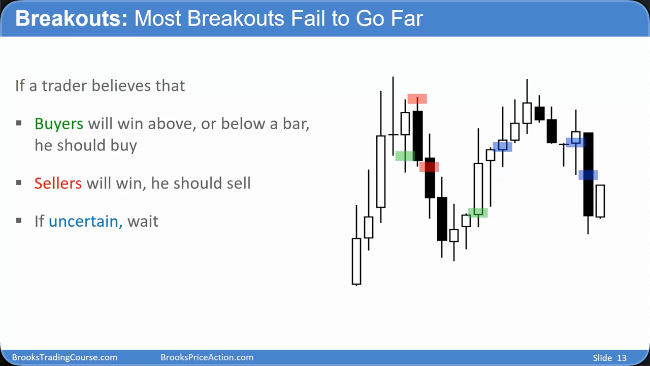 Breakouts: Most Breakouts Fail to Go Far
If a trader believes that
▪ Buyers will win above, or below a bar,
he should buy
▪ Sellers will win, he should sell
▪ If uncertain, wait
BrooksTradingCourse.com BrooksPriceAction.com Slide 13